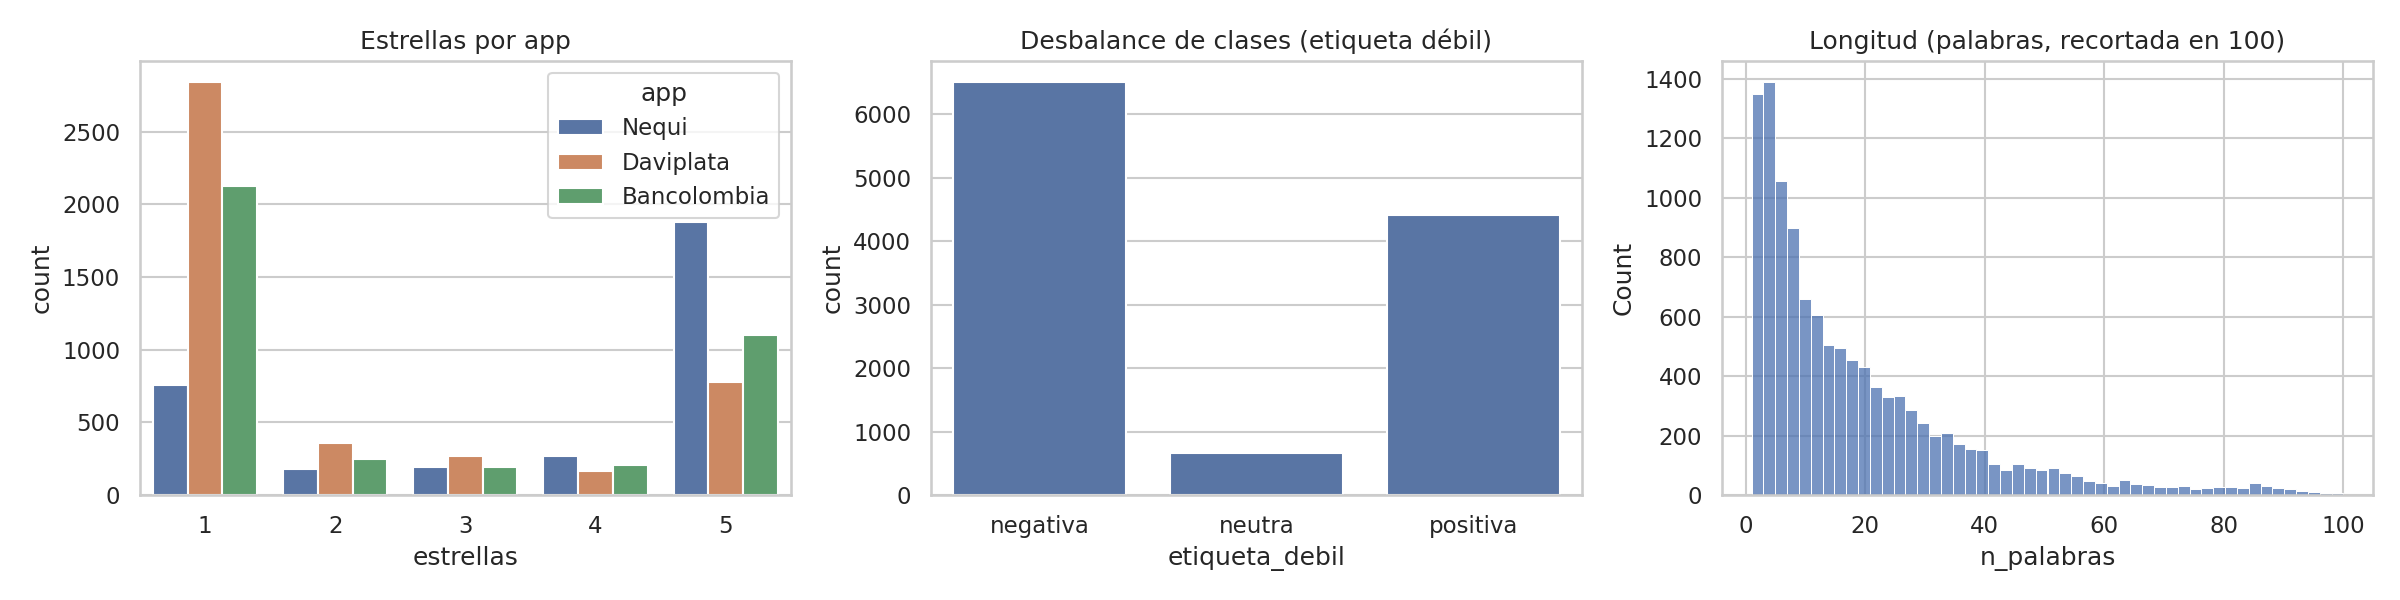 Estrellas por app
count
2500
2000
1500
1000
500
0
1 2 3 4 5
estrellas
app
Nequi
Daviplata
Bancolombia
Desbalance de clases (etiqueta débil)
count
6000
5000
4000
3000
2000
1000
0
negativa neutra positiva
etiqueta_debil
Longitud (palabras, recortada en 100)
Count
1400
1200
1000
800
600
400
200
0
0 20 40 60 80 100
n_palabras